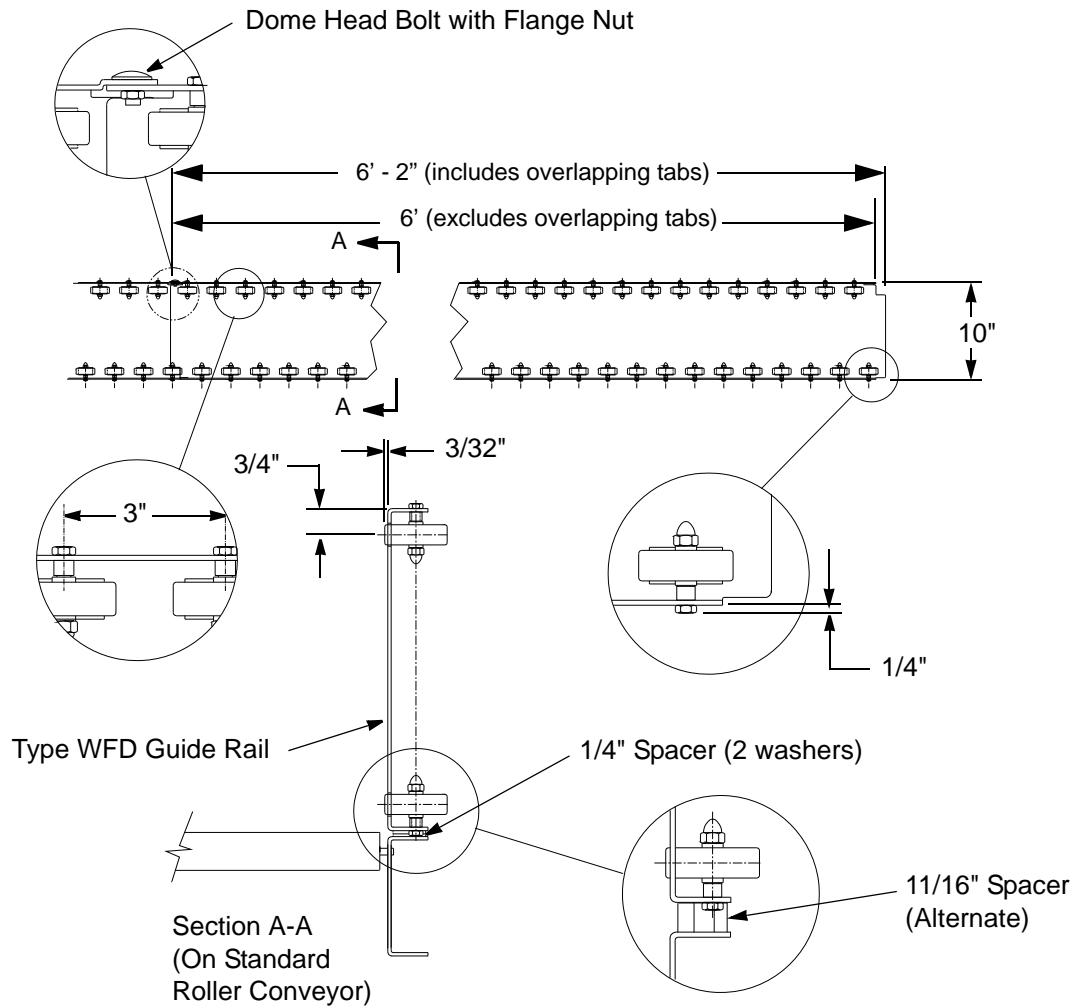 Dome Head Bolt with Flange Nut
6’ - 2” (includes overlapping tabs)
6’ (excludes overlapping tabs)
A
10"
A
3/4"
3/32"
3"
1/4"
Type WFD Guide Rail
1/4" Spacer (2 washers)
11/16" Spacer
(Alternate)
Section A-A
(On Standard
Roller Conveyor)